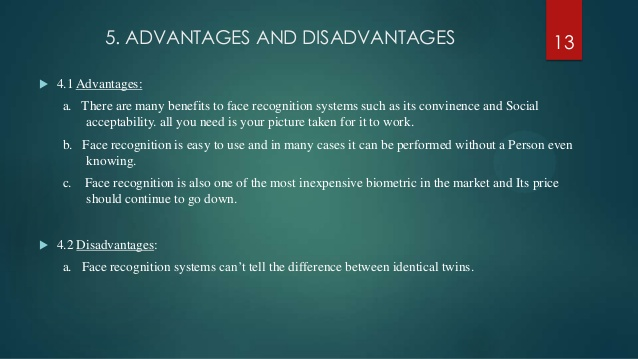 5. ADVANTAGES AND DISADVANTAGES
13
4.1 Advantages:
a. There are many benefits to face recognition systems such as its convinence and Social
acceptability. all you need is your picture taken for it to work.
b. Face recognition is easy to use and in many cases it can be performed without a Person even
knowing.
c. Face recognition is also one of the most inexpensive biometric in the market and Its price
should continue to go down.
4.2 Disadvantages:
a. Face recognition systems can't tell the difference between identical twins.